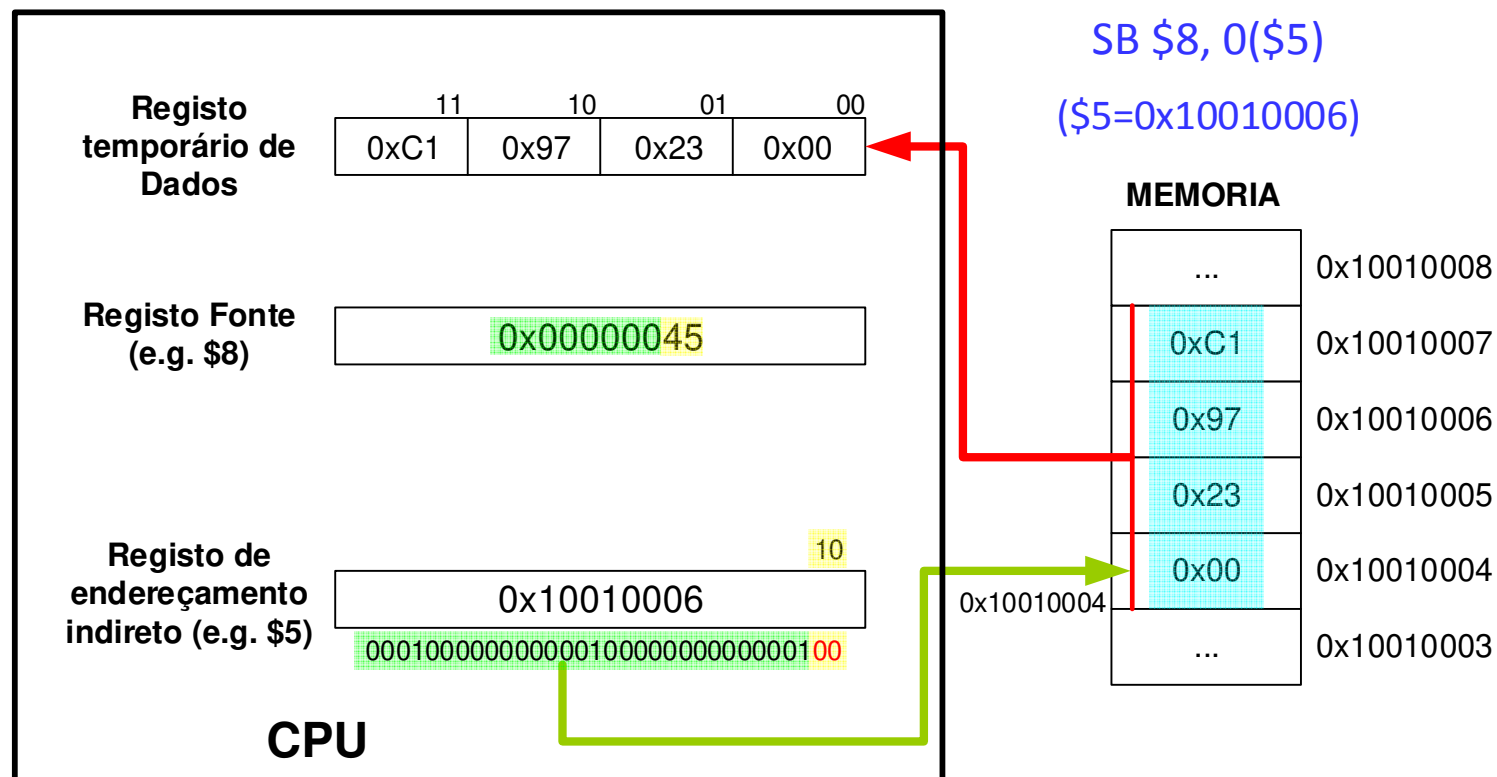 SB $8, 0($5)
($5=0x10010006)
Registo
temporário de
Dados
11 10 01 00
0xC1 0x97 0x23 0x00
Registo Fonte
(e.g. $8)
0x00000045
Registo de
endereçamento
indireto (e.g. $5)
10
0x10010006
00010000000000010000000000000100
CPU
MEMORIA
... 0x10010008
0xC1 0x10010007
0x97 0x10010006
0x23 0x10010005
0x00 0x10010004
0x10010004
... 0x10010003